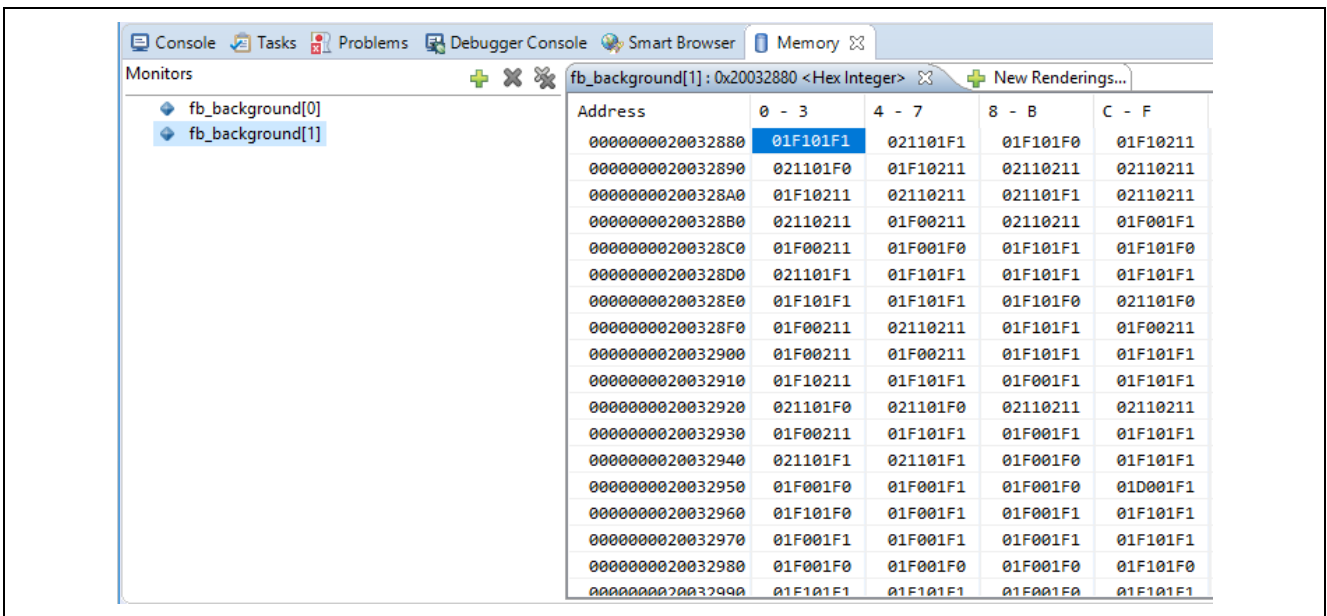 Console Tasks Problems Debugger Console Smart Browser Memory
Monitors fb_background[1] : 0x20032880 <Hex Integer> New Renderings...
fb_background[0]
fb_background[1]
Address 0 - 3 4 - 7 8 - B C - F
0000000020032880 01F101F1 021101F1 01F101F0 01F10211
0000000020032890 021101F0 01F10211 02110211 02110211
00000000200328A0 01F10211 02110211 021101F1 02110211
00000000200328B0 02110211 01F00211 02110211 01F001F1
00000000200328C0 01F00211 01F001F0 01F101F1 01F101F0
00000000200328D0 021101F1 01F101F1 01F101F1 01F101F1
00000000200328E0 01F101F1 01F101F1 01F101F0 021101F0
00000000200328F0 01F00211 02110211 01F101F1 01F00211
0000000020032900 01F00211 01F00211 01F101F1 01F101F1
0000000020032910 01F10211 01F101F1 01F001F1 01F101F1
0000000020032920 021101F0 021101F0 02110211 02110211
0000000020032930 01F00211 01F101F1 01F001F1 01F101F1
0000000020032940 021101F1 021101F1 01F001F0 01F101F1
0000000020032950 01F001F0 01F001F1 01F001F0 01D001F1
0000000020032960 01F101F0 01F001F1 01F001F1 01F101F1
0000000020032970 01F001F1 01F001F1 01F001F1 01F101F1
0000000020032980 01F001F0 01F001F0 01F001F0 01F101F0
0000000020032990 01F101F1 01F101F1 01F001F0 01F101F1